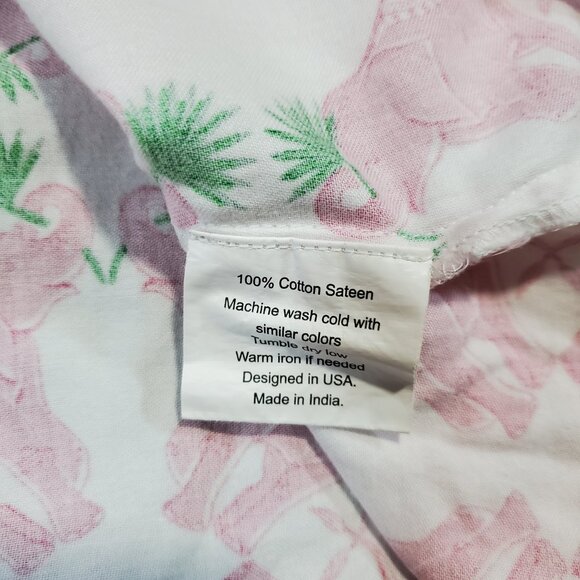 100% Cotton Sateen
Machine wash cold with
similar colors
Tumble dry low
Warm iron if needed
Designed in USA.
Made in India.